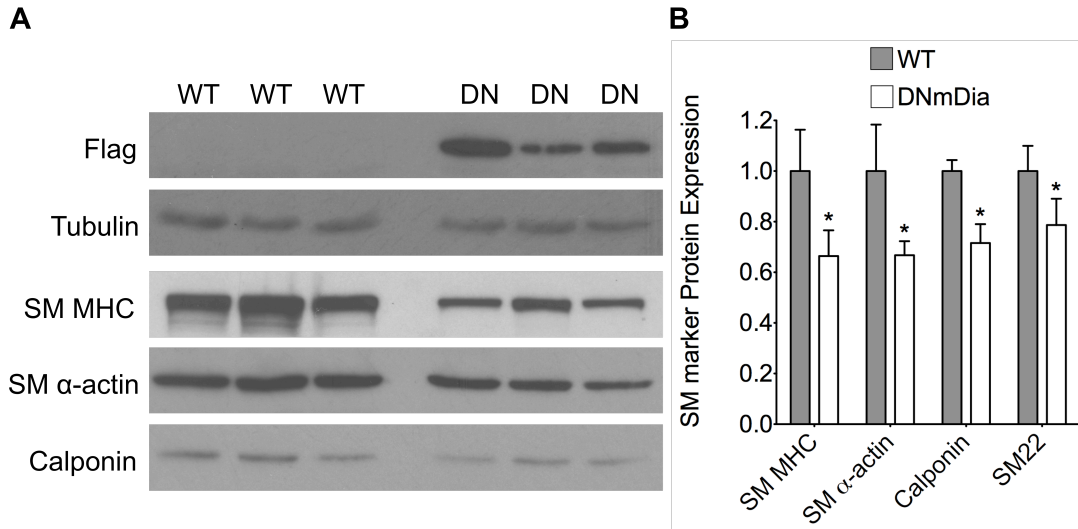 A
WT WT WT DN DN DN
Flag
Tubulin
SM MHC
SM α-actin
Calponin
B
WT
DNmDia
SM marker Protein Expression
1.2
1.0
0.8
0.6
0.4
0.2
0.0
* * * *
SM MHC
SM α-actin
Calponin
SM22